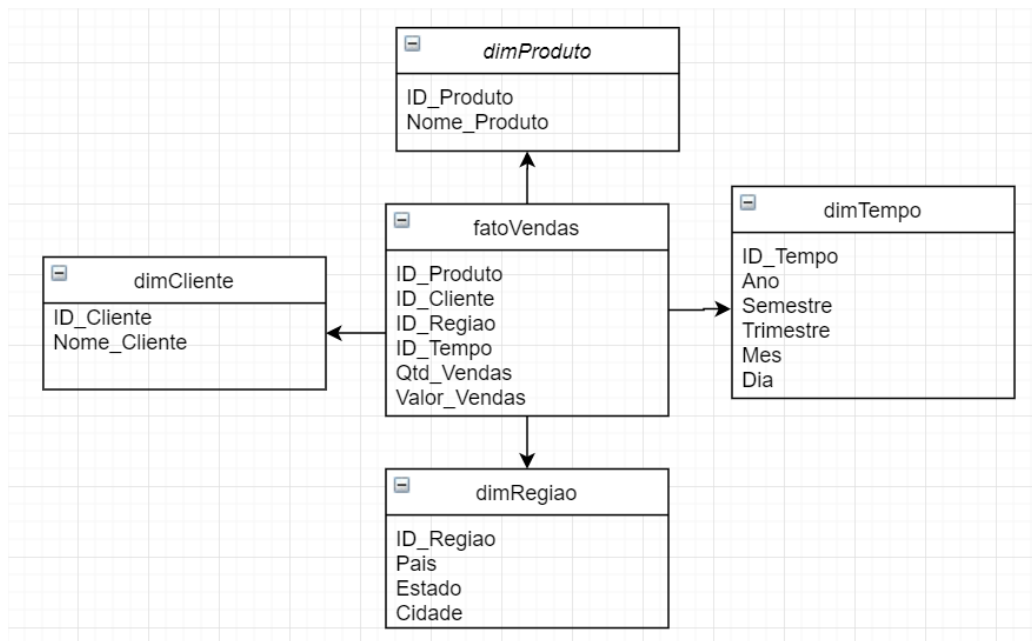 dimProduto
ID_Produto
Nome_Produto
fatoVendas
ID_Produto
ID_Cliente
ID_Regiao
ID_Tempo
Qtd_Vendas
Valor_Vendas
dimTempo
ID_Tempo
Ano
Semestre
Trimestre
Mes
Dia
dimCliente
ID_Cliente
Nome_Cliente
dimRegiao
ID_Regiao
Pais
Estado
Cidade